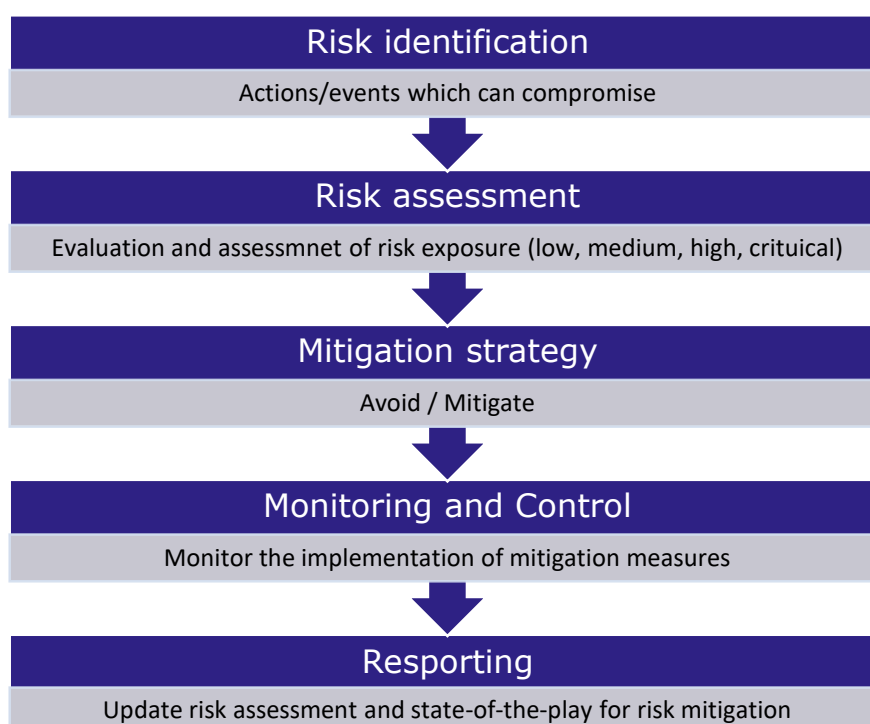 Risk identification
Actions/events which can compromise
Risk assessment
Evaluation and assessmnet of risk exposure (low, medium, high, crituical)
Mitigation strategy
Avoid / Mitigate
Monitoring and Control
Monitor the implementation of mitigation measures
Resporting
Update risk assessment and state-of-the-play for risk mitigation